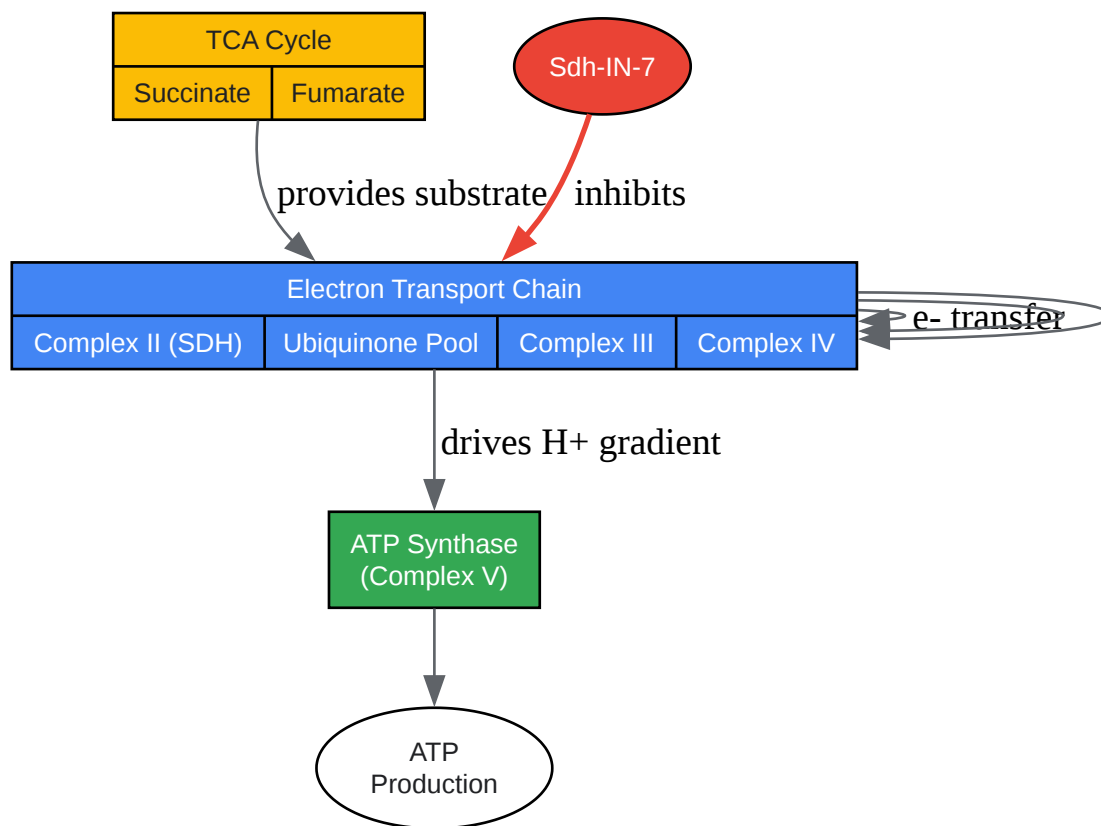 TCA Cycle
Succinate
Fumarate
Sdh-IN-7
provides substrate
inhibits
Electron Transport Chain
Complex II (SDH)
Ubiquinone Pool
Complex III
Complex IV
e- transfer
drives H+ gradient
ATP Synthase
(Complex V)
ATP
Production